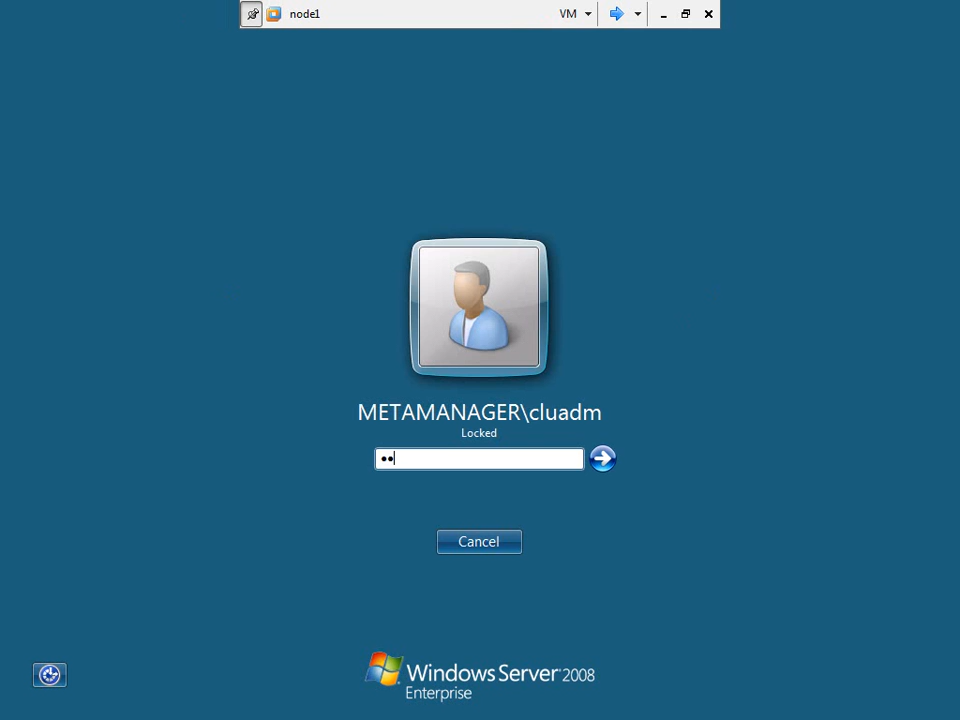 node1
VM
METAMANAGER\cluadm
Locked
Cancel
Windows Server 2008
Enterprise